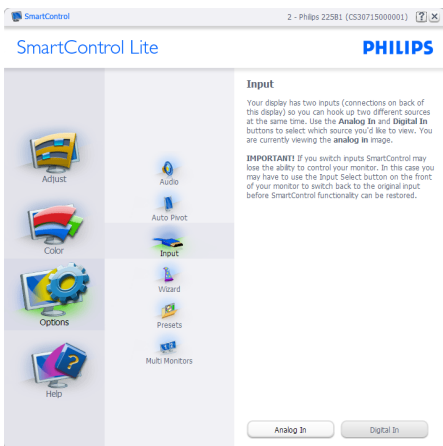 SmartControl
2 - Philips 225B1 (CS30715000001)
?
SmartControl Lite
PHILIPS
Adjust
Color
Options
Help
Audio
Auto Pivot
Input
Wizard
Presets
Multi Monitors
Input
Your display has two inputs (connections on back of
this display) so you can hook up two different sources
at the same time. Use the Analog In and Digital In
buttons to select which source you'd like to view. You
are currently viewing the analog in image.
IMPORTANT! If you switch inputs SmartControl may
lose the ability to control your monitor. In this case you
may have to use the Input Select button on the front
of your monitor to switch back to the original input
before SmartControl functionality can be restored.
Analog In
Digital In